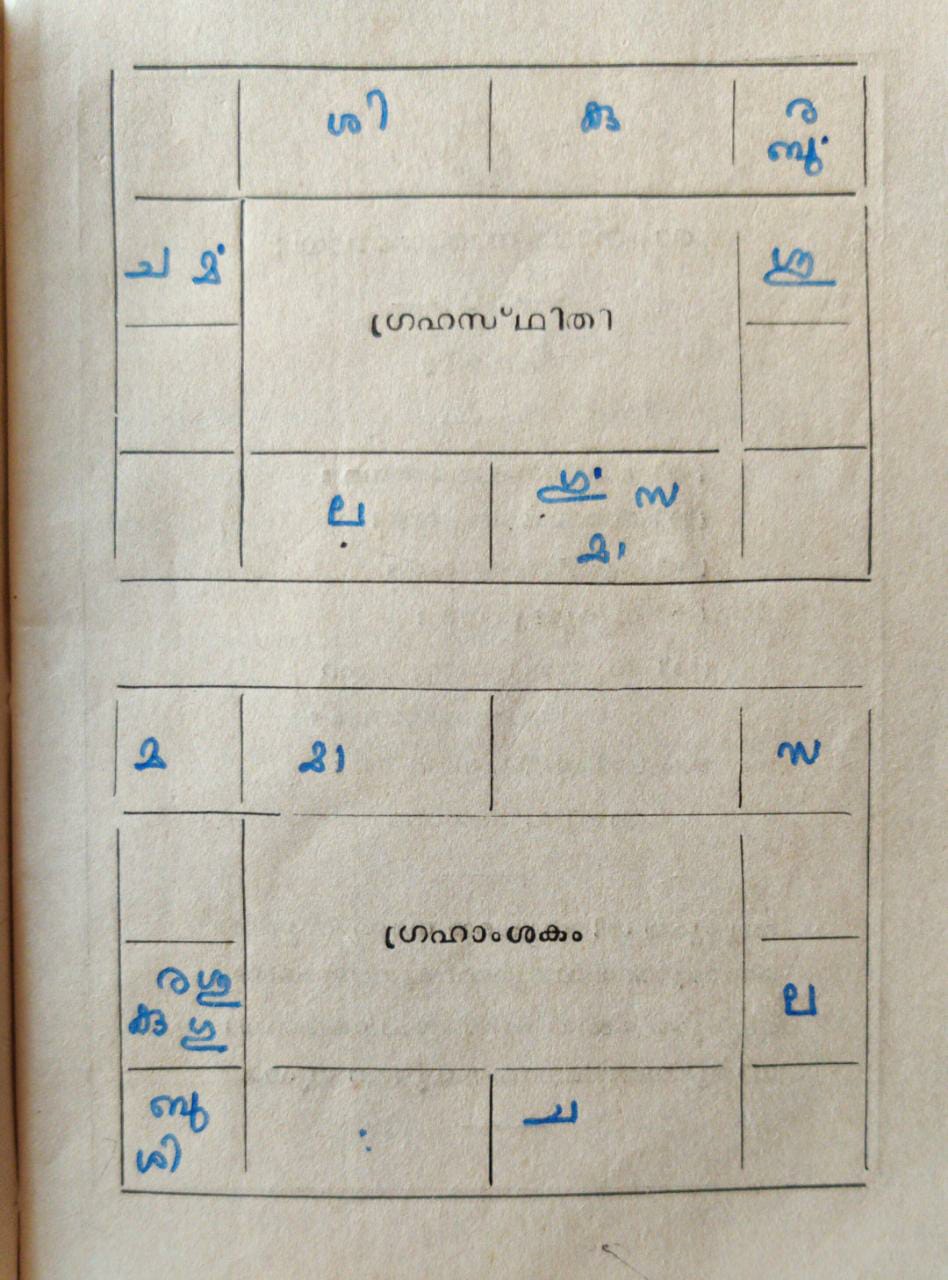 ശി കു ര
ബു
ച മ
ഗ്രഹസ്ഥിതി
ല സ
മാ
മ മാ സ
ഗ്രഹാംശകം
ര
കു ല
ബു ച
ശി